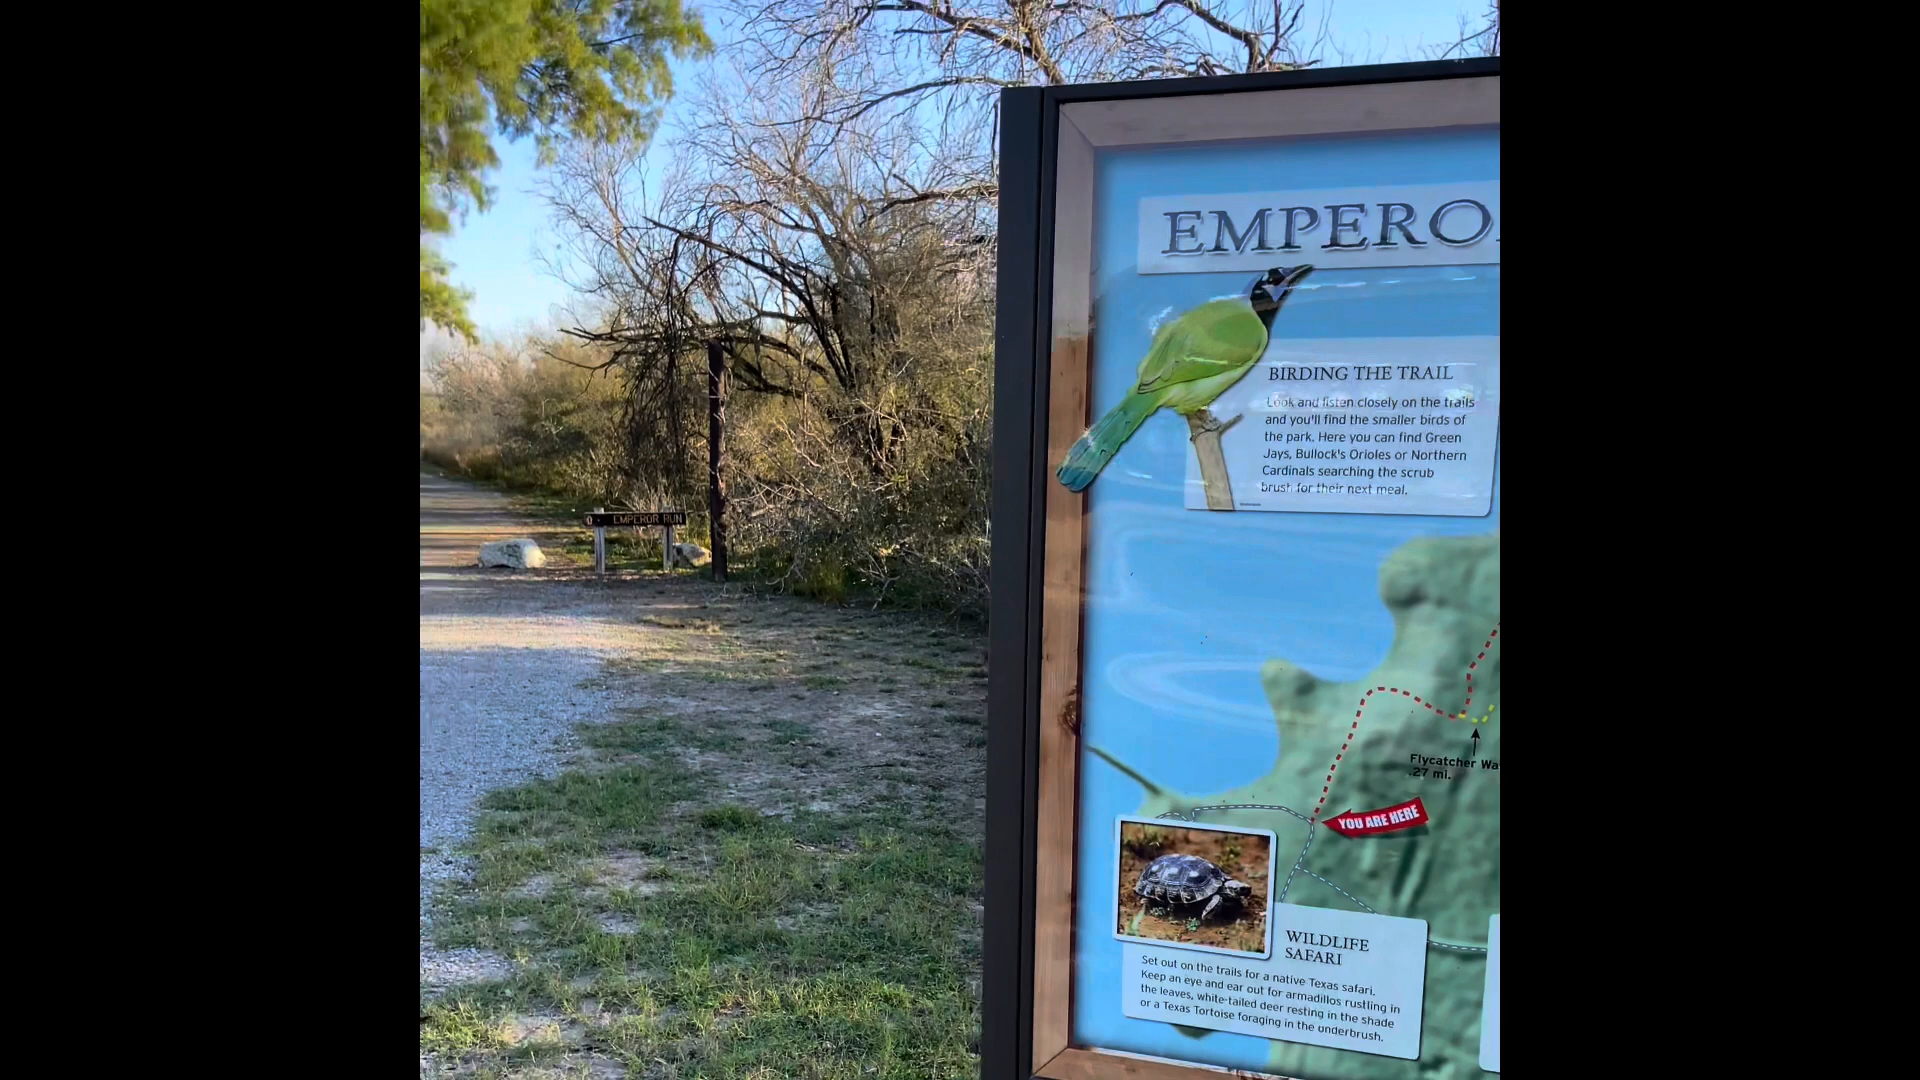 EMPERO
BIRDING THE TRAIL
Look and listen closely on the trails
and you'll find the smaller birds of
the park. Here you can find Green
Jays, Bullock's Orioles or Northern
Cardinals searching the scrub
brush for their next meal.
EMPEROR RUN
Flycatcher Wa
.27 mi.
YOU ARE HERE
WILDLIFE
SAFARI
Set out on the trails for a native Texas safari.
Keep an eye and ear out for armadillos rustling in
the leaves, white-tailed deer resting in the shade
or a Texas Tortoise foraging in the underbrush.